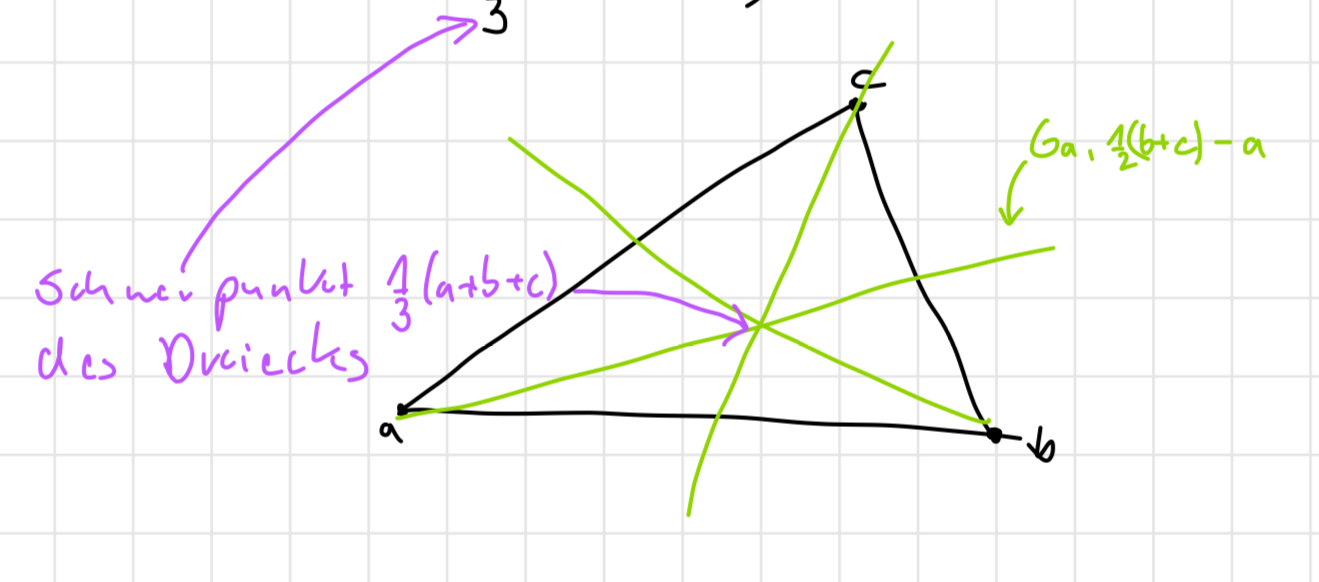 3
c
Ga, ½(b+c) - a
Schwerpunkt ⅓(a+b+c)
des Dreiecks
a
b